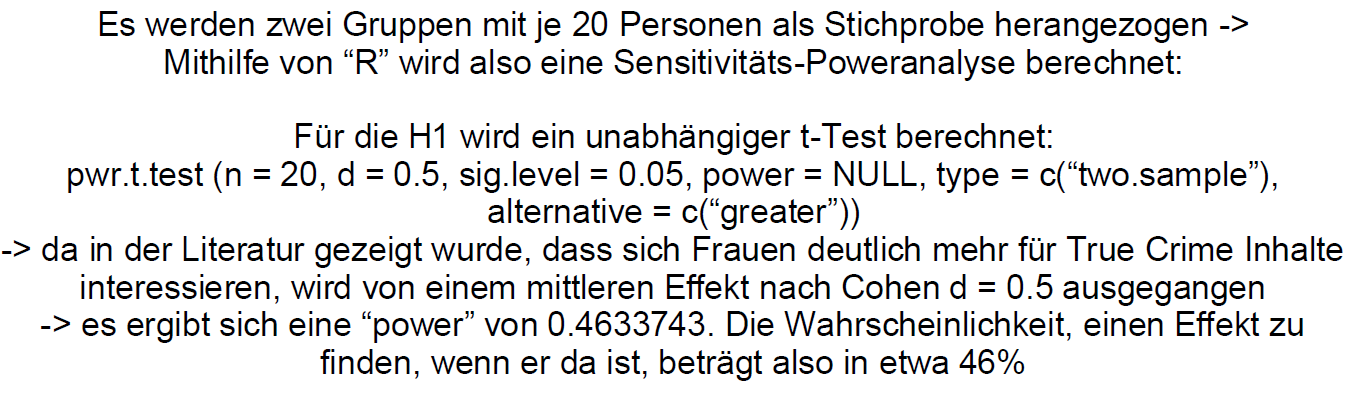 Es werden zwei Gruppen mit je 20 Personen als Stichprobe herangezogen ->
Mithilfe von “R” wird also eine Sensitivitäts-Poweranalyse berechnet:
Für die H1 wird ein unabhängiger t-Test berechnet:
pwr.t.test (n = 20, d = 0.5, sig.level = 0.05, power = NULL, type = c(“two.sample”),
alternative = c(“greater”))
-> da in der Literatur gezeigt wurde, dass sich Frauen deutlich mehr für True Crime Inhalte
interessieren, wird von einem mittleren Effekt nach Cohen d = 0.5 ausgegangen
-> es ergibt sich eine “power” von 0.4633743. Die Wahrscheinlichkeit, einen Effekt zu
finden, wenn er da ist, beträgt also in etwa 46%